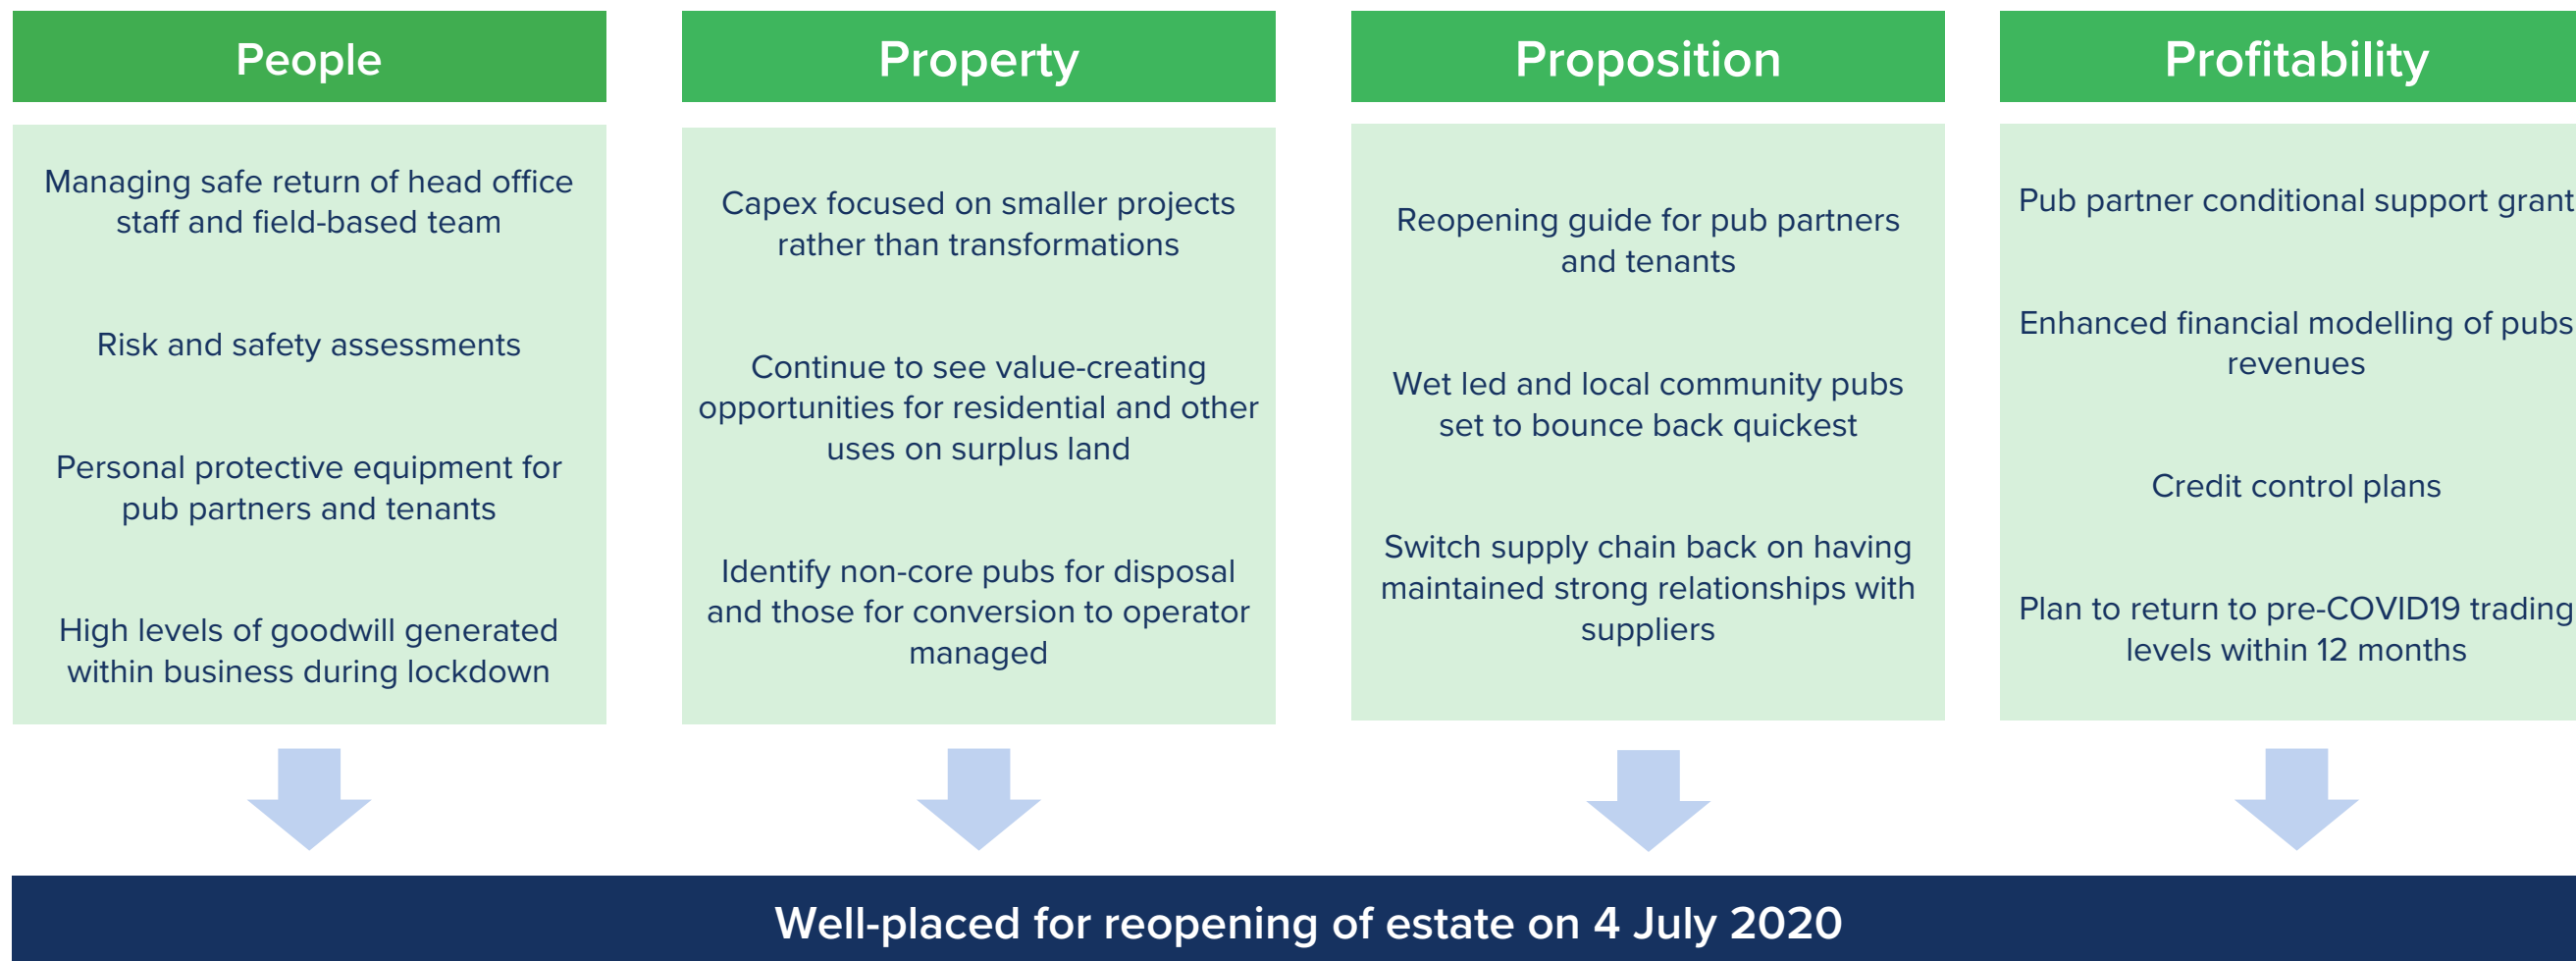 People
Managing safe return of head office
staff and field-based team
Risk and safety assessments
Personal protective equipment for
pub partners and tenants
High levels of goodwill generated
within business during lockdown
Property
Capex focused on smaller projects
rather than transformations
Continue to see value-creating
opportunities for residential and other
uses on surplus land
Identify non-core pubs for disposal
and those for conversion to operator
managed
Proposition
Reopening guide for pub partners
and tenants
Wet led and local community pubs
set to bounce back quickest
Switch supply chain back on having
maintained strong relationships with
suppliers
Profitability
Pub partner conditional support grant
Enhanced financial modelling of pubs
revenues
Credit control plans
Plan to return to pre-COVID19 trading
levels within 12 months
Well-placed for reopening of estate on 4 July 2020